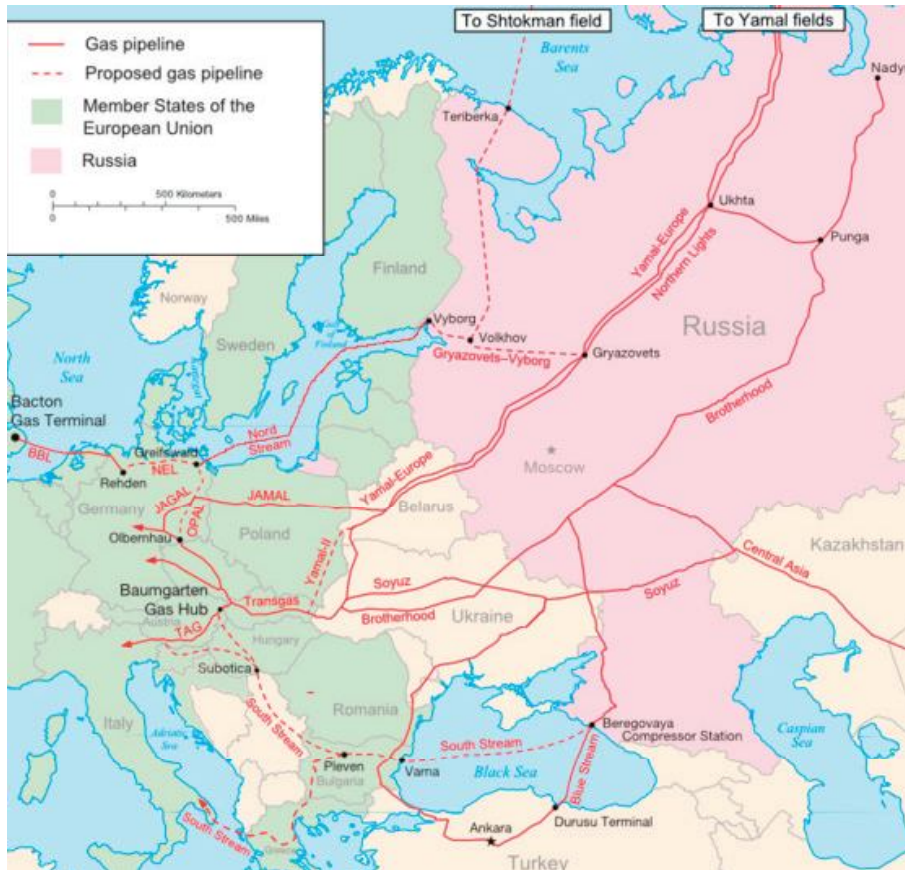 To Shtokman field
To Yamal fields
Gas pipeline
Proposed gas pipeline
Member States of the
European Union
Russia
0 500 Kilometers
0 500 Miles
Barents
Sea
Nady
Teriberka
Ukhta
Punga
Yamal-Europe
Northern Lights
Finland
Norway
Sweden
Russia
Vyborg
Volkhov
Gryazovets
Gryazovets–Vyborg
Gulf of
Finland
North
Sea
Bacton
Gas Terminal
BBL
Nord
Stream
Greifswald
NEL
Rehden
Brotherhood
Moscow
Yamal-Europe
JAGAL
JAMAL
Belarus
Germany
OPAL
Poland
Olbernhau
Yamal-II
Kazakhstan
Central Asia
Soyuz
Soyuz
Baumgarten
Gas Hub
Transgas
Brotherhood
Ukraine
Austria
TAG
Hungary
Subotica
Romania
Italy
Adriatic
Sea
South Stream
Beregovaya
Compressor Station
Caspian
Sea
South Stream
Pleven
Varna
Black Sea
Blue Stream
Bulgaria
South Stream
Ankara
Durusu Terminal
Greece
Turkey